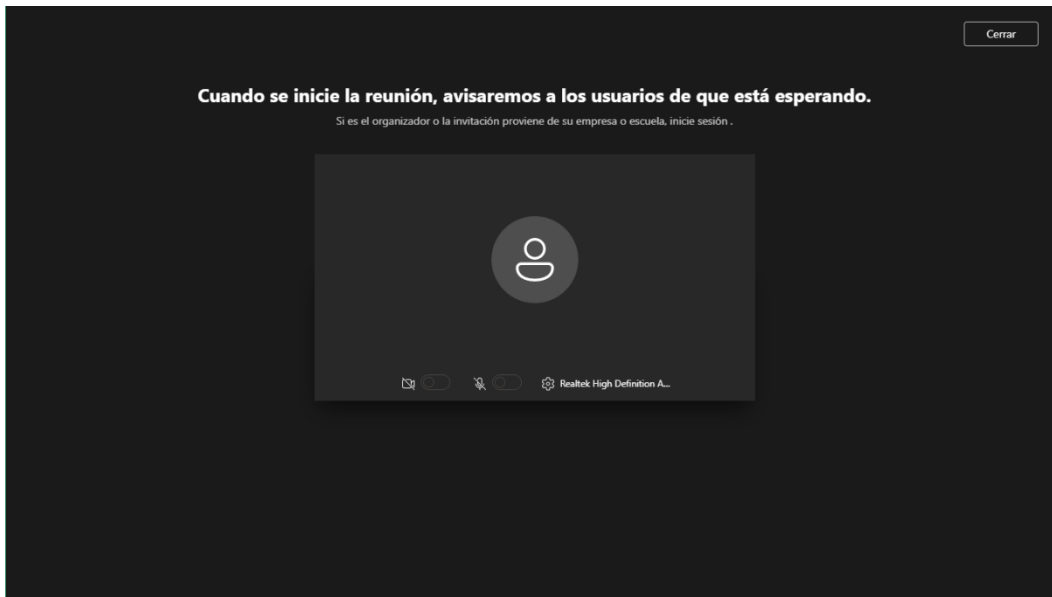 Cerrar
Cuando se inicie la reunión, avisaremos a los usuarios de que está esperando.
Si es el organizador o la invitación proviene de su empresa o escuela, inicie sesión .
Realtek High Definition A...